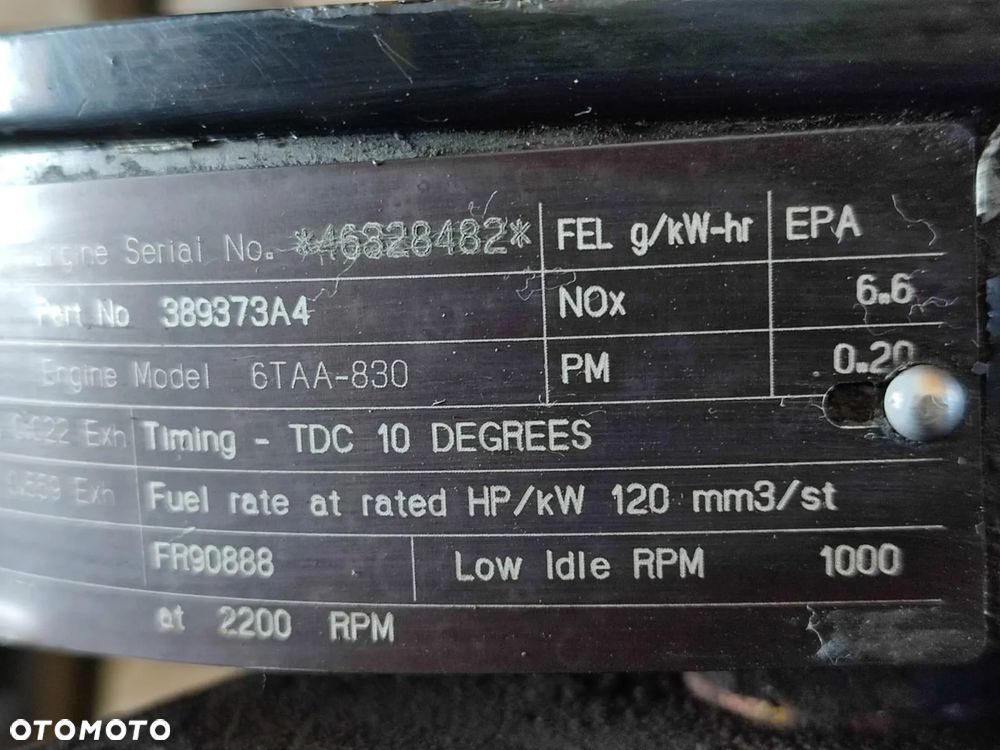 Engine Serial No. *46328482* FEL g/kW-hr EPA
Part No 389373A4 NOx 6.6
Engine Model 6TAA-830 PM 0.20
Exh Timing - TDC 10 DEGREES
Exh Fuel rate at rated HP/kW 120 mm3/st
FR90888 Low Idle RPM 1000
at 2200 RPM
OTOMOTO